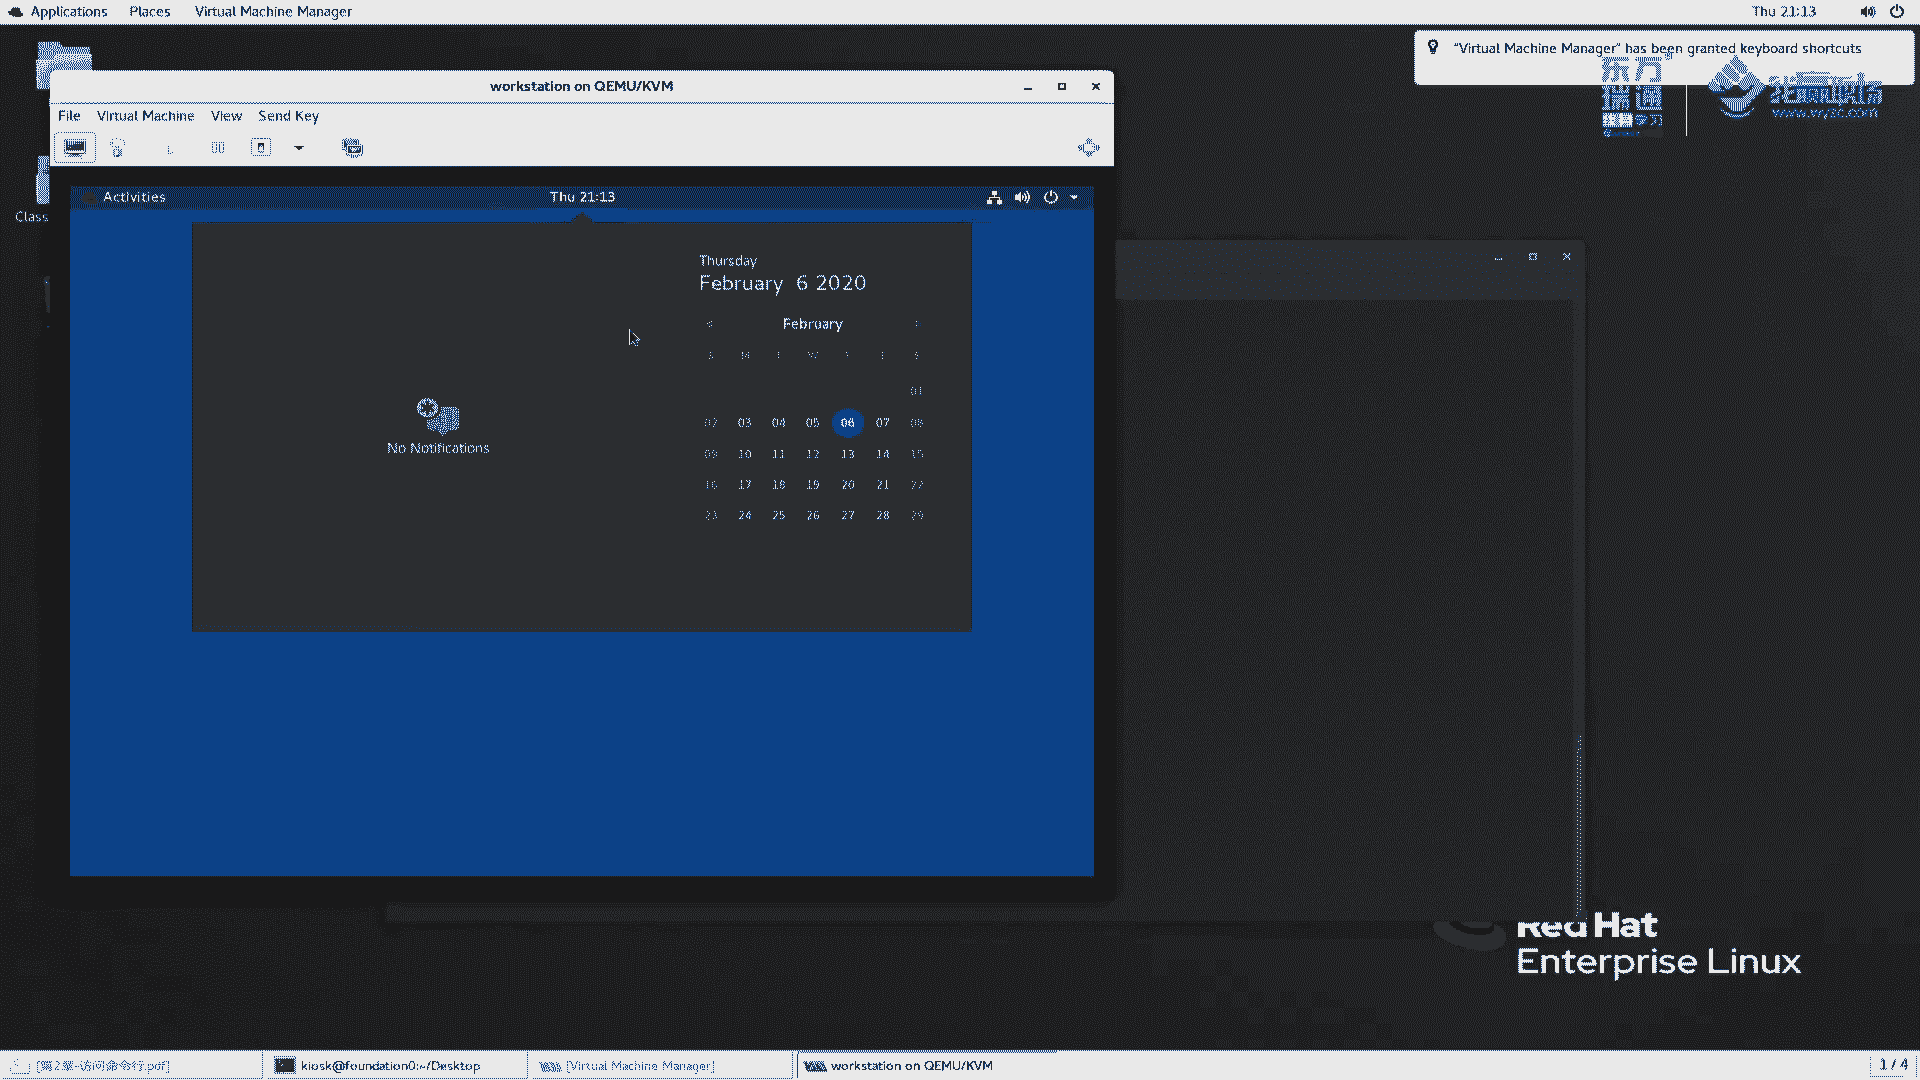 Applications Places Virtual Machine Manager Thu 21:13
"Virtual Machine Manager" has been granted keyboard shortcuts
www.wyzc.com
workstation on QEMU/KVM
File Virtual Machine View Send Key
Activities Thu 21:13
Class
Thursday
February 6 2020
February
01
02 03 04 05 06 07 08
09 10 11 12 13 14 15
16 17 18 19 20 21 22
23 24 25 26 27 28 29
No Notifications
Red Hat
Enterprise Linux
[第2章-访问命令行.pdf] kiosk@foundation0:~/Desktop [Virtual Machine Manager] workstation on QEMU/KVM 1 / 4